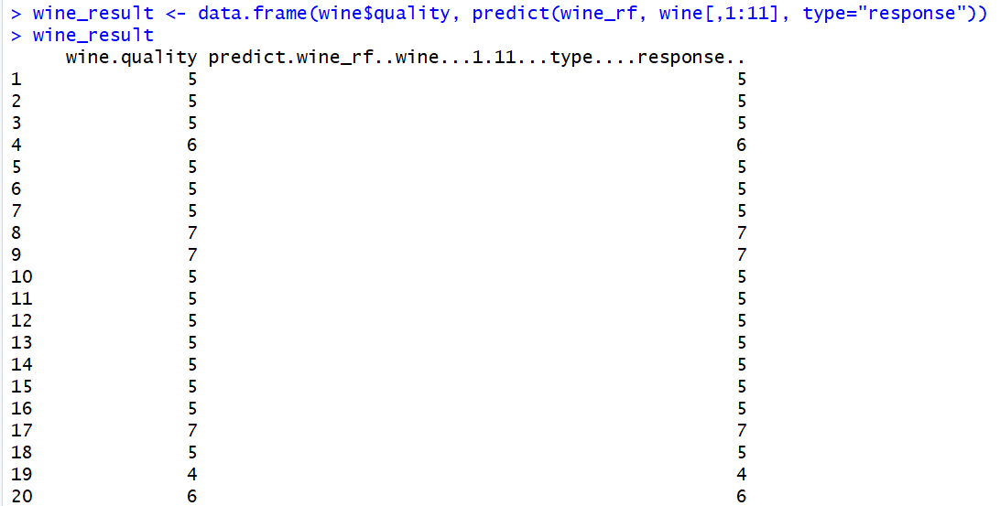 > wine_result <- data.frame(wine$quality, predict(wine_rf, wine[,1:11], type="response"))
> wine_result
wine.quality predict.wine_rf..wine...1.11...type....response..
1 5 5
2 5 5
3 5 5
4 6 6
5 5 5
6 5 5
7 5 5
8 7 7
9 7 7
10 5 5
11 5 5
12 5 5
13 5 5
14 5 5
15 5 5
16 5 5
17 7 7
18 5 5
19 4 4
20 6 6